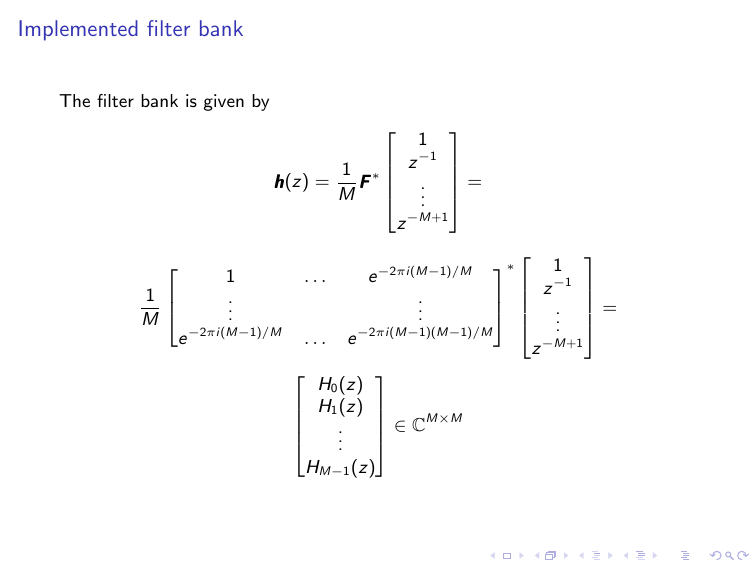 Implemented filter bank
The filter bank is given by
$\boldsymbol{h}(z) = \frac{1}{M} \boldsymbol{F}^* \begin{bmatrix} 1 \\ z^{-1} \\ \vdots \\ z^{-M+1} \end{bmatrix} =$
$\frac{1}{M} \begin{bmatrix} 1 & \dots & e^{-2\pi i(M-1)/M} \\ \vdots & & \vdots \\ e^{-2\pi i(M-1)/M} & \dots & e^{-2\pi i(M-1)(M-1)/M} \end{bmatrix}^* \begin{bmatrix} 1 \\ z^{-1} \\ \vdots \\ z^{-M+1} \end{bmatrix} =$
$\begin{bmatrix} H_0(z) \\ H_1(z) \\ \vdots \\ H_{M-1}(z) \end{bmatrix} \in \mathbb{C}^{M \times M}$